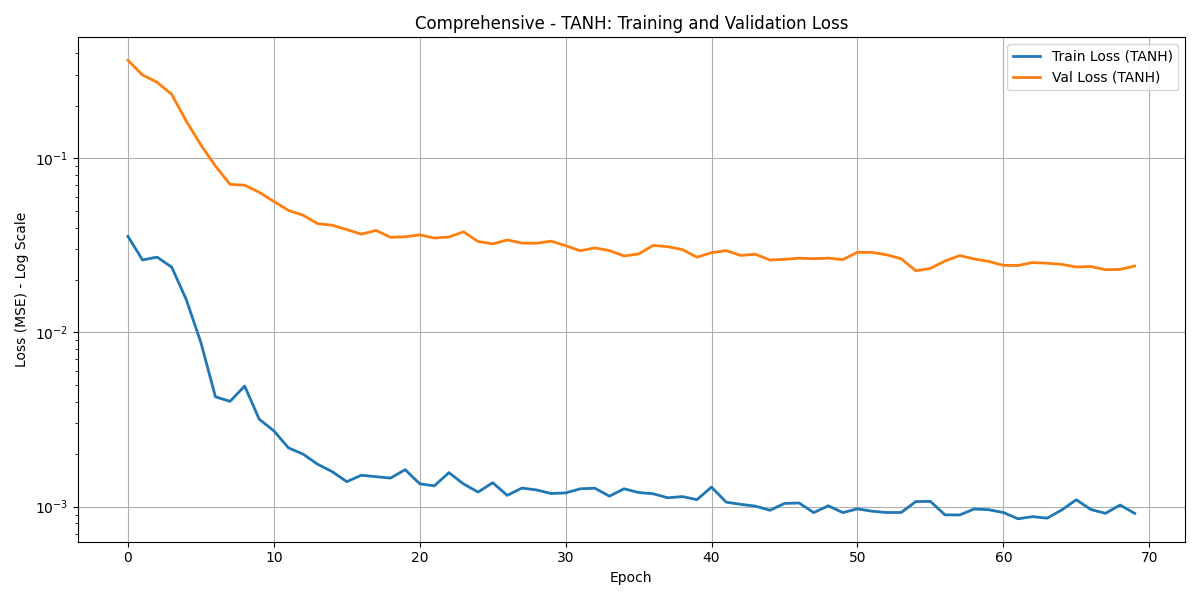 Comprehensive - TANH: Training and Validation Loss
Train Loss (TANH)
Val Loss (TANH)
Loss (MSE) - Log Scale
10⁻¹
10⁻²
10⁻³
0 10 20 30 40 50 60 70
Epoch